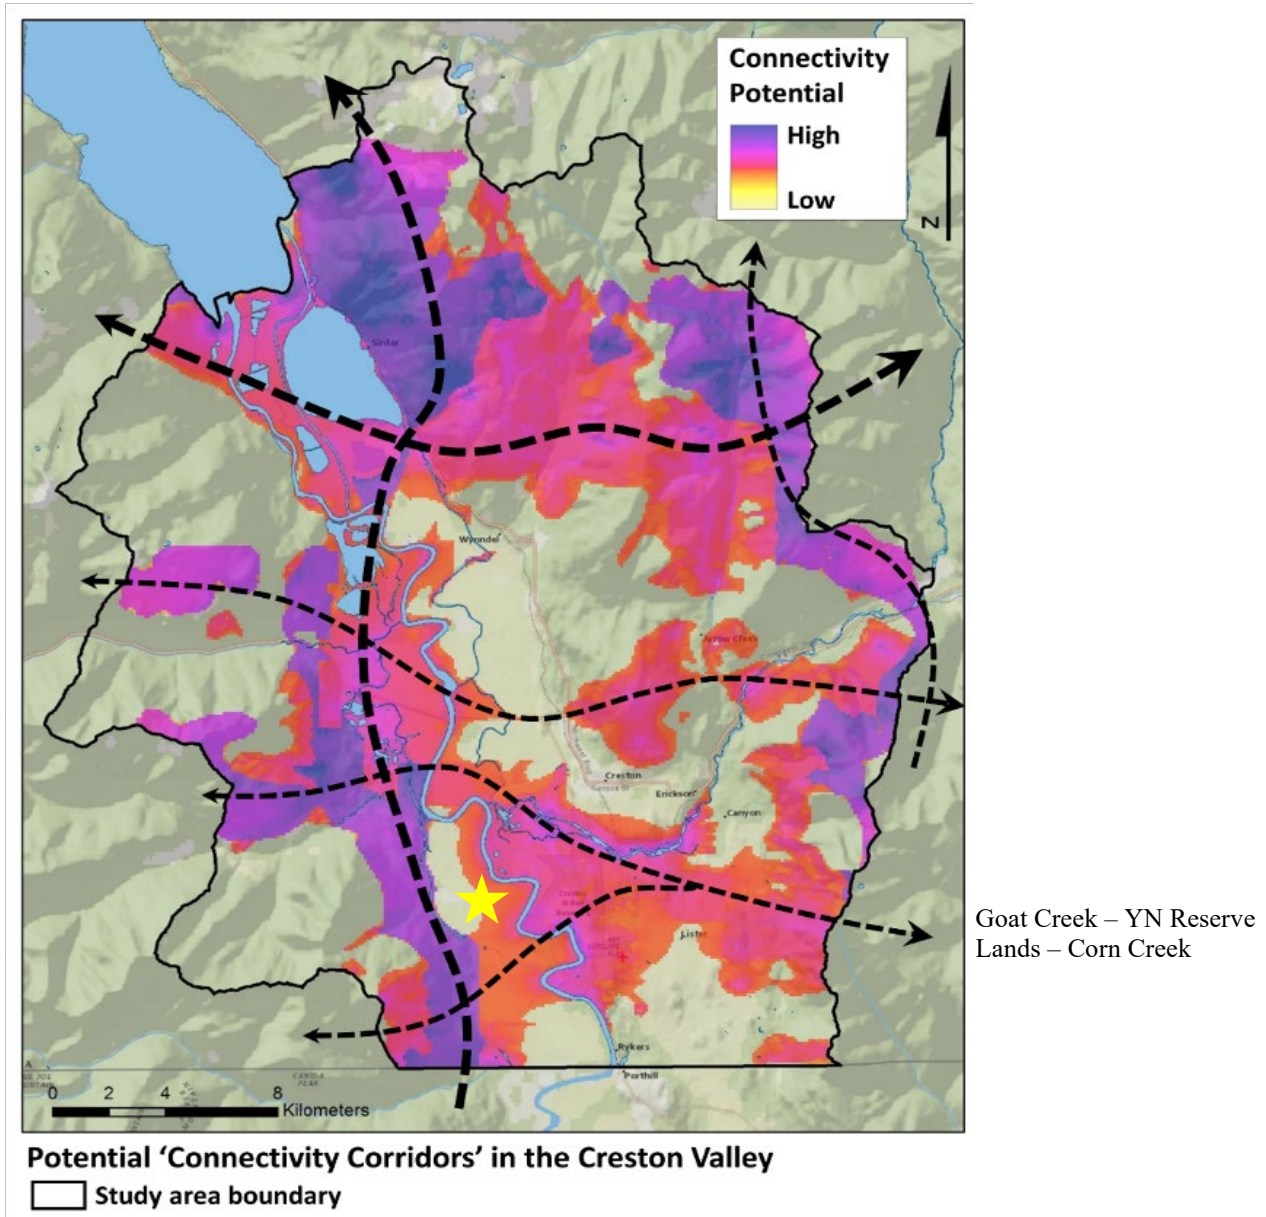 Connectivity
Potential
High
Low
N
Sirdar
Wynndel
Arrow Creek
Creston
Erickson
Canyon
Lister
Goat Creek – YN Reserve
Lands – Corn Creek
Rykers
Porthill
0 2 4 8
Kilometers
Potential ‘Connectivity Corridors’ in the Creston Valley
Study area boundary